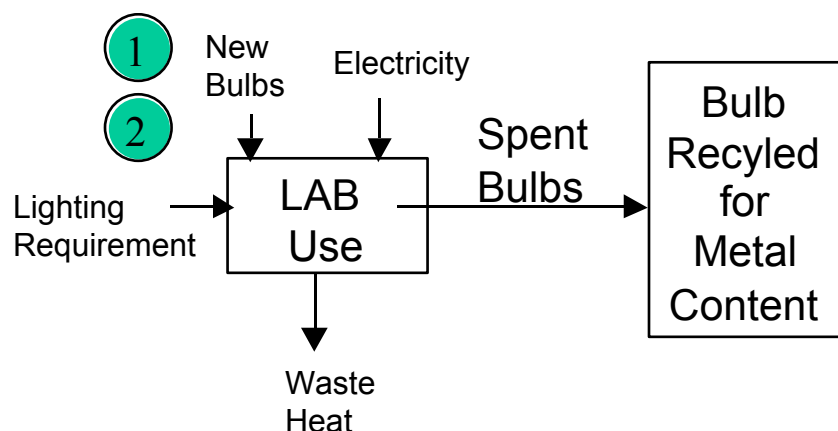 1
2
New
Bulbs
Electricity
Lighting
Requirement
LAB
Use
Waste
Heat
Spent
Bulbs
Bulb
Recyled
for
Metal
Content